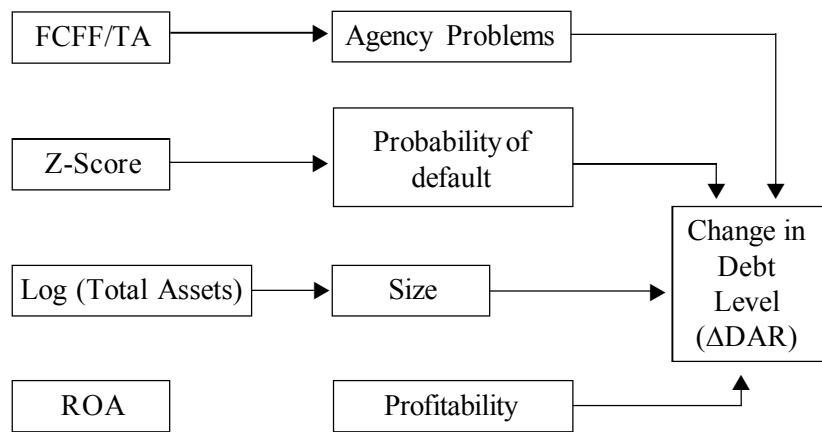 FCFF/TA
Agency Problems
Z-Score
Probability of
default
Change in
Debt
Level
(ΔDAR)
Log (Total Assets)
Size
ROA
Profitability